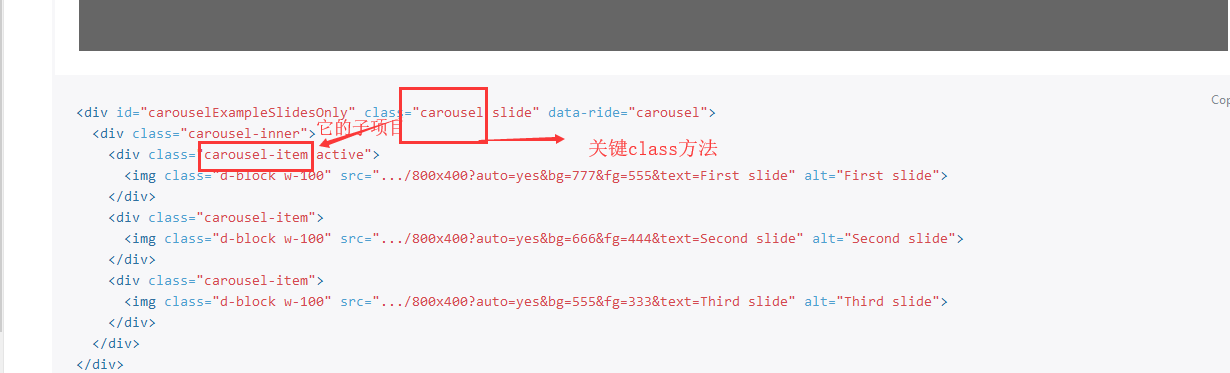 Cop
<div id="carouselExampleSlidesOnly" class="carousel slide" data-ride="carousel">
它的子项目
<div class="carousel-inner">
关键class方法
<div class="carousel-item active">
<img class="d-block w-100" src=".../800x400?auto=yes&bg=777&fg=555&text=First slide" alt="First slide">
</div>
<div class="carousel-item">
<img class="d-block w-100" src=".../800x400?auto=yes&bg=666&fg=444&text=Second slide" alt="Second slide">
</div>
<div class="carousel-item">
<img class="d-block w-100" src=".../800x400?auto=yes&bg=555&fg=333&text=Third slide" alt="Third slide">
</div>
</div>
</div>